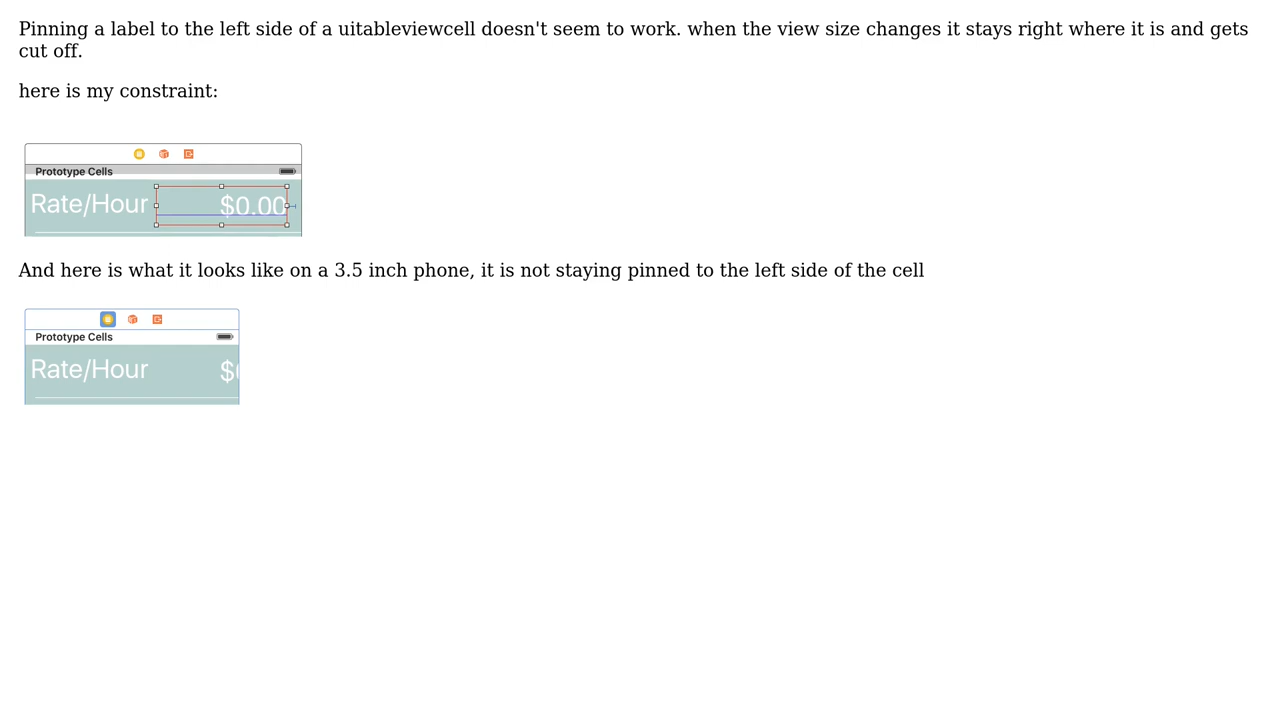 Pinning a label to the left side of a uitableviewcell doesn't seem to work. when the view size changes it stays right where it is and gets
cut off.
here is my constraint:
Prototype Cells
Rate/Hour $0.00
And here is what it looks like on a 3.5 inch phone, it is not staying pinned to the left side of the cell
Prototype Cells
Rate/Hour $